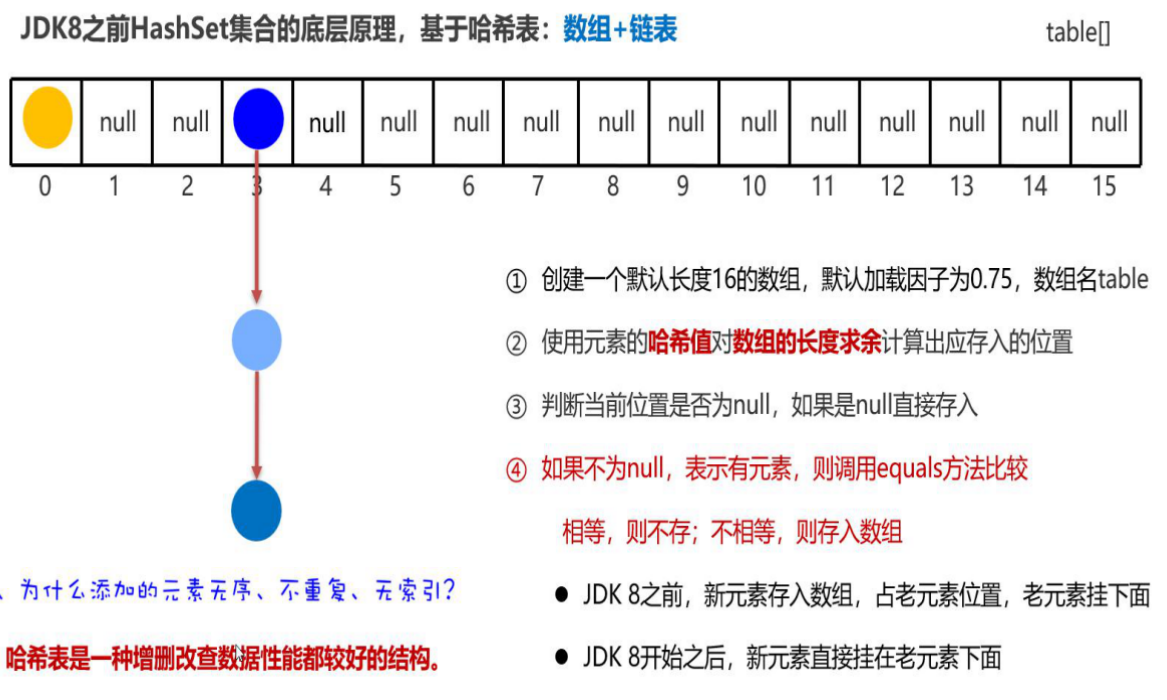 JDK8之前HashSet集合的底层原理，基于哈希表：数组+链表
table[]
null null null null null null null null null null null null null null
0 1 2 3 4 5 6 7 8 9 10 11 12 13 14 15
① 创建一个默认长度16的数组，默认加载因子为0.75，数组名table
② 使用元素的哈希值对数组的长度求余计算出应存入的位置
③ 判断当前位置是否为null，如果是null直接存入
④ 如果不为null，表示有元素，则调用equals方法比较
相等，则不存；不相等，则存入数组
● JDK 8之前，新元素存入数组，占老元素位置，老元素挂下面
● JDK 8开始之后，新元素直接挂在老元素下面
、为什么添加的元素无序、不重复、无索引？
哈希表是一种增删改查数据性能都较好的结构。